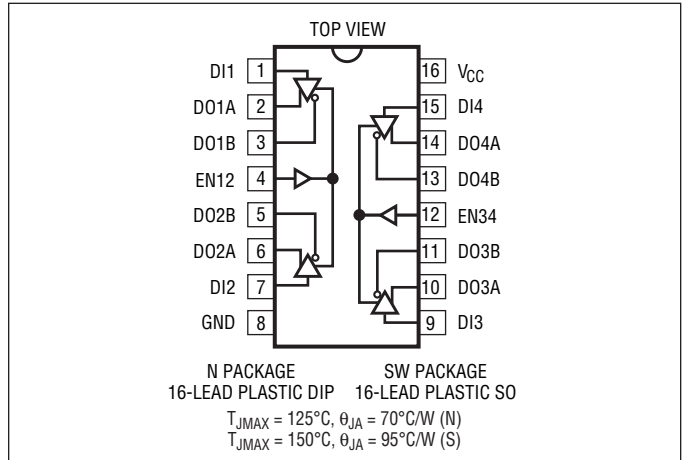 TOP VIEW
DI1 1
DO1A 2
DO1B 3
EN12 4
DO2B 5
DO2A 6
DI2 7
GND 8
16 VCC
15 DI4
14 DO4A
13 DO4B
12 EN34
11 DO3B
10 DO3A
9 DI3
N PACKAGE
16-LEAD PLASTIC DIP
SW PACKAGE
16-LEAD PLASTIC SO
TJMAX = 125°C, θJA = 70°C/W (N)
TJMAX = 150°C, θJA = 95°C/W (S)